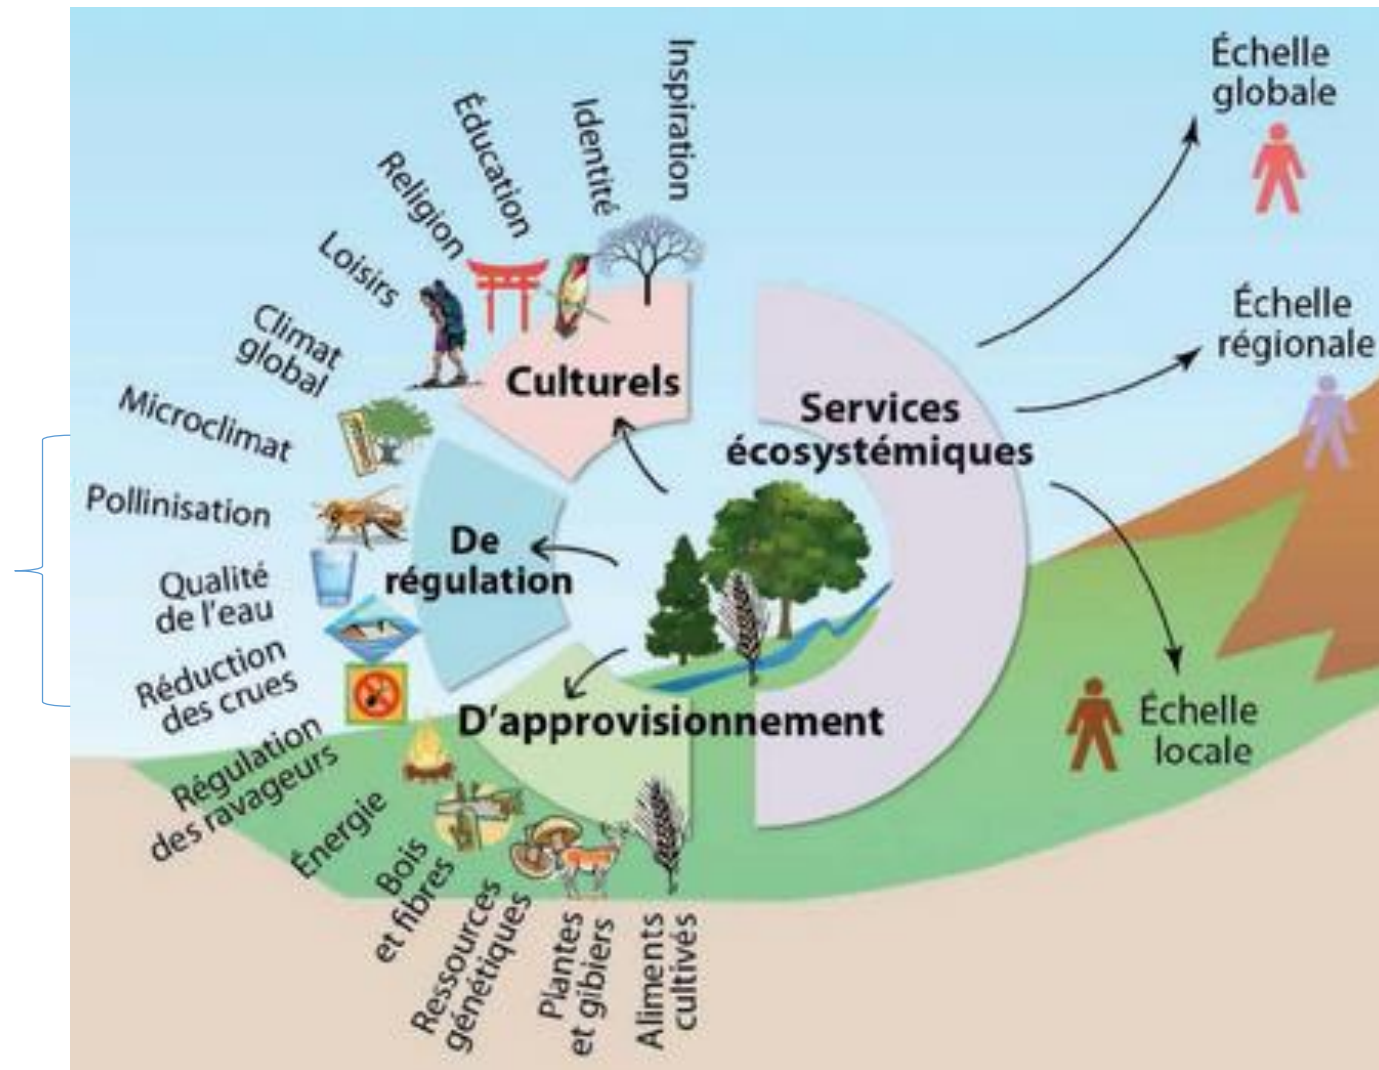 Inspiration
Identité
Éducation
Religion
Loisirs
Climat
global
Microclimat
Pollinisation
Qualité
de l'eau
Réduction
des crues
Régulation
des ravageurs
Énergie
Bois
et fibres
Ressources
génétiques
Plantes
et gibiers
Aliments
cultivés
Culturels
De
régulation
D'approvisionnement
Services
écosystémiques
Échelle
globale
Échelle
régionale
Échelle
locale